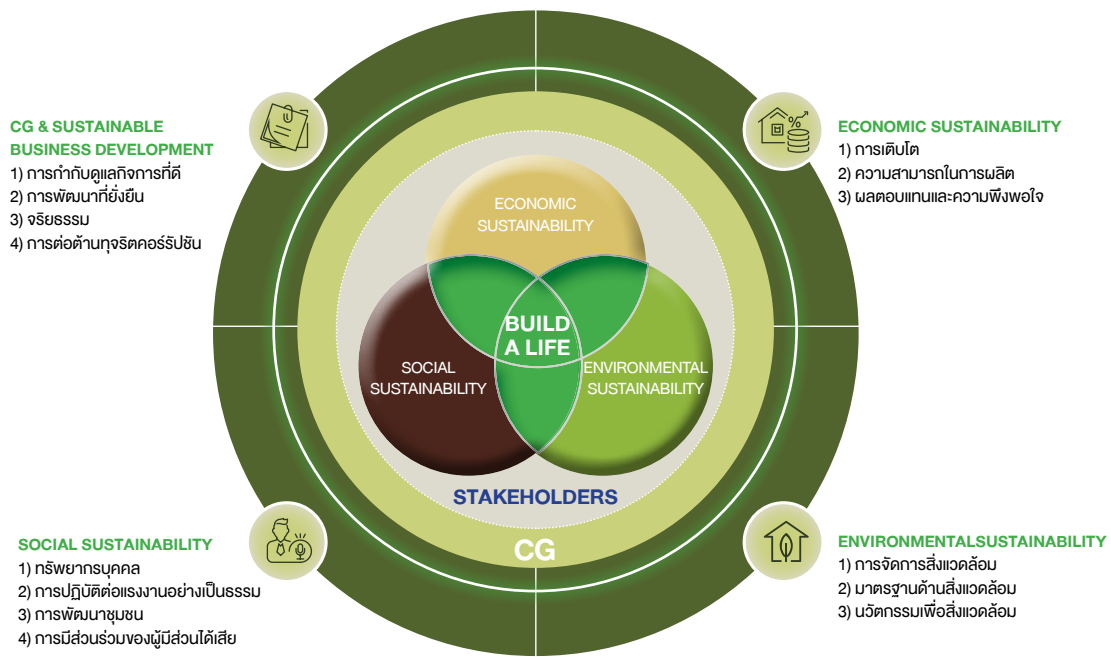 CG & SUSTAINABLE
BUSINESS DEVELOPMENT
1) การกำกับดูแลกิจการที่ดี
2) การพัฒนาที่ยั่งยืน
3) จริยธรรม
4) การต่อต้านทุจริตคอร์รัปชัน
ECONOMIC SUSTAINABILITY
1) การเติบโต
2) ความสามารถในการผลิต
3) ผลตอบแทนและความพึงพอใจ
ECONOMIC
SUSTAINABILITY
BUILD
A LIFE
SOCIAL
SUSTAINABILITY
ENVIRONMENTAL
SUSTAINABILITY
STAKEHOLDERS
CG
SOCIAL SUSTAINABILITY
1) ทรัพยากรบุคคล
2) การปฏิบัติต่อแรงงานอย่างเป็นธรรม
3) การพัฒนาชุมชน
4) การมีส่วนร่วมของผู้มีส่วนได้เสีย
ENVIRONMENTALSUSTAINABILITY
1) การจัดการสิ่งแวดล้อม
2) มาตรฐานด้านสิ่งแวดล้อม
3) นวัตกรรมเพื่อสิ่งแวดล้อม